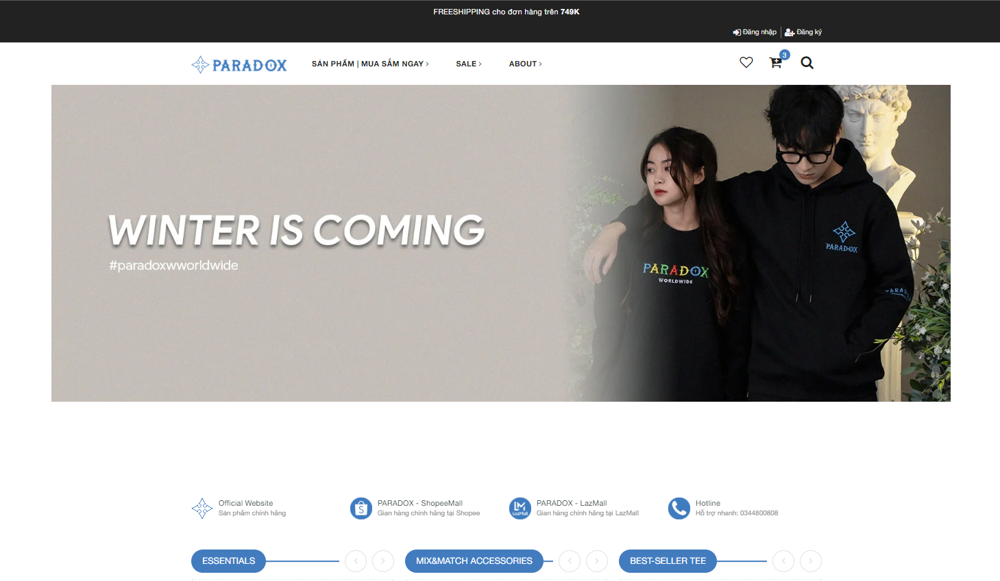 FREESHIPPING cho đơn hàng trên 749K
Đăng nhập
Đăng ký
PARADOX
SẢN PHẨM | MUA SẮM NGAY
SALE
ABOUT
3
WINTER IS COMING
#paradoxwworldwide
PARADOX
WORLDWIDE
PARADOX
PARADOX
Official Website
Sản phẩm chính hãng
S
PARADOX - ShopeeMall
Gian hàng chính hãng tại Shopee
LM
LazMall
PARADOX - LazMall
Gian hàng chính hãng tại LazMall
Hotline
Hỗ trợ nhanh: 0344800808
ESSENTIALS
MIX&MATCH ACCESSORIES
BEST-SELLER TEE